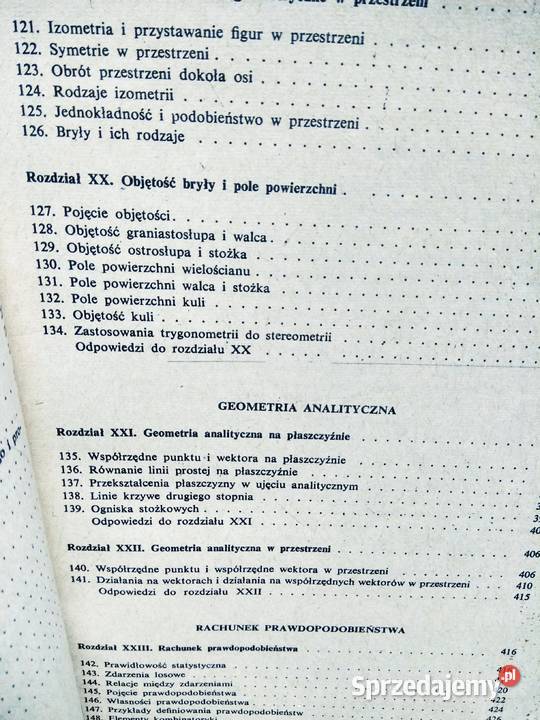 w przestrzeni
121. Izometria i przystawanie figur w przestrzeni
122. Symetrie w przestrzeni
123. Obrót przestrzeni dokoła osi
124. Rodzaje izometrii
125. Jednokładność i podobieństwo w przestrzeni
126. Bryły i ich rodzaje
Rozdział XX. Objętość bryły i pole powierzchni
127. Pojęcie objętości
128. Objętość graniastosłupa i walca
129. Objętość ostrosłupa i stożka
130. Pole powierzchni wielościanu
131. Pole powierzchni walca i stożka
132. Pole powierzchni kuli
133. Objętość kuli
134. Zastosowania trygonometrii do stereometrii
Odpowiedzi do rozdziału XX
GEOMETRIA ANALITYCZNA
Rozdział XXI. Geometria analityczna na płaszczyźnie
135. Współrzędne punktu i wektora na płaszczyźnie
136. Równanie linii prostej na płaszczyźnie
137. Przekształcenia płaszczyzny w ujęciu analitycznym
138. Linie krzywe drugiego stopnia
139. Ogniska stożkowych
Odpowiedzi do rozdziału XXI
Rozdział XXII. Geometria analityczna w przestrzeni 406
140. Współrzędne punktu i współrzędne wektora w przestrzeni 406
141. Działania na wektorach i działania na współrzędnych wektorów w przestrzeni 410
Odpowiedzi do rozdziału XXII 415
RACHUNEK PRAWDOPODOBIEŃSTWA
Rozdział XXIII. Rachunek prawdopodobieństwa 416
142. Prawidłowość statystyczna
143. Zdarzenia losowe
144. Relacje między zdarzeniami
145. Pojęcie prawdopodobieństwa 20
146. Własności prawdopodobieństwa 422
147. Przykłady definiowania prawdopodobieństwa 424
148. Elementy kombinatoryki 426
Sprzedajemy.pl